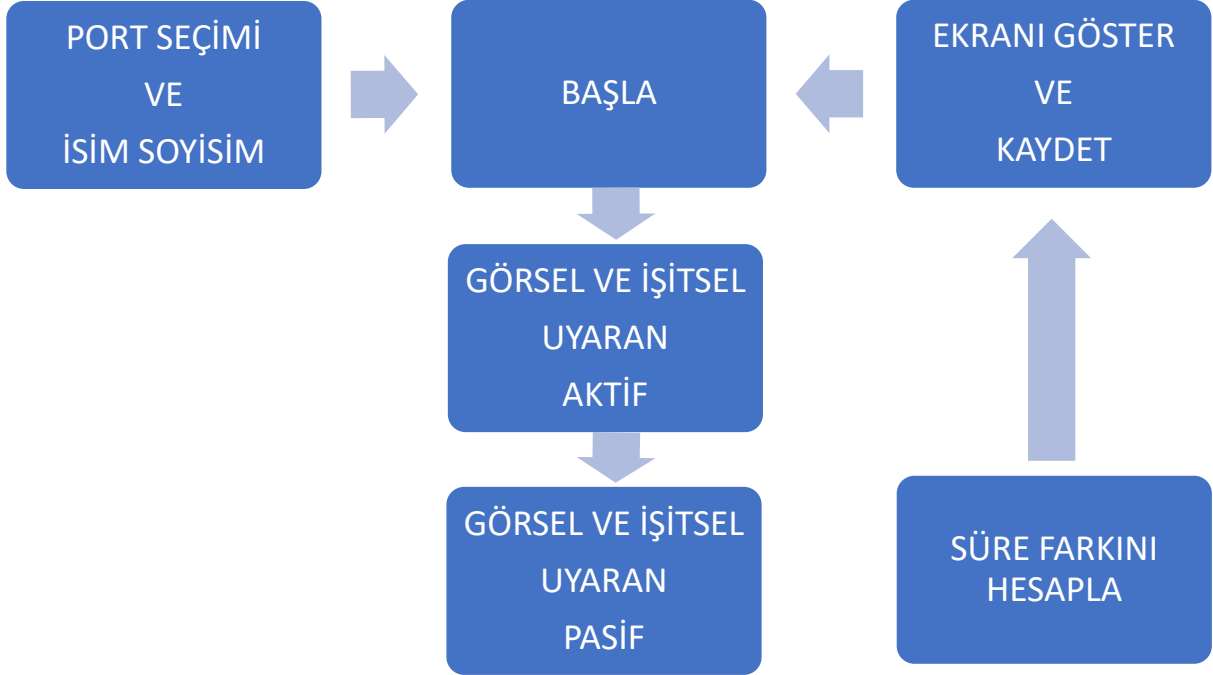 PORT SEÇİMİ
VE
İSİM SOYİSİM
BAŞLA
EKRANI GÖSTER
VE
KAYDET
GÖRSEL VE İŞİTSEL
UYARAN
AKTİF
GÖRSEL VE İŞİTSEL
UYARAN
PASİF
SÜRE FARKINI
HESAPLA